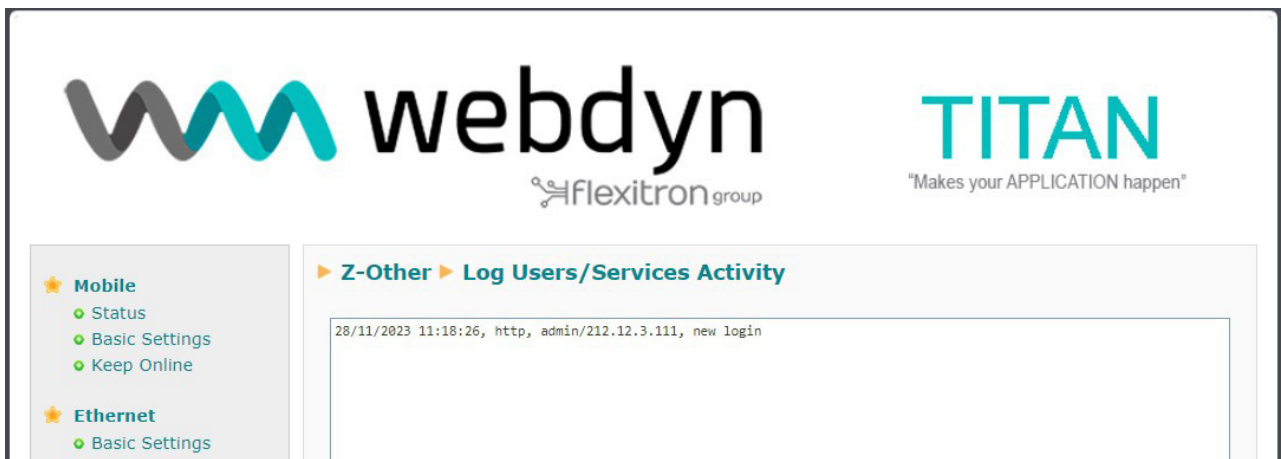 webdyn
flexitron group
TITAN
"Makes your APPLICATION happen"
Mobile
Status
Basic Settings
Keep Online
Ethernet
Basic Settings
Z-Other Log Users/Services Activity
28/11/2023 11:18:26, http, admin/212.12.3.111, new login